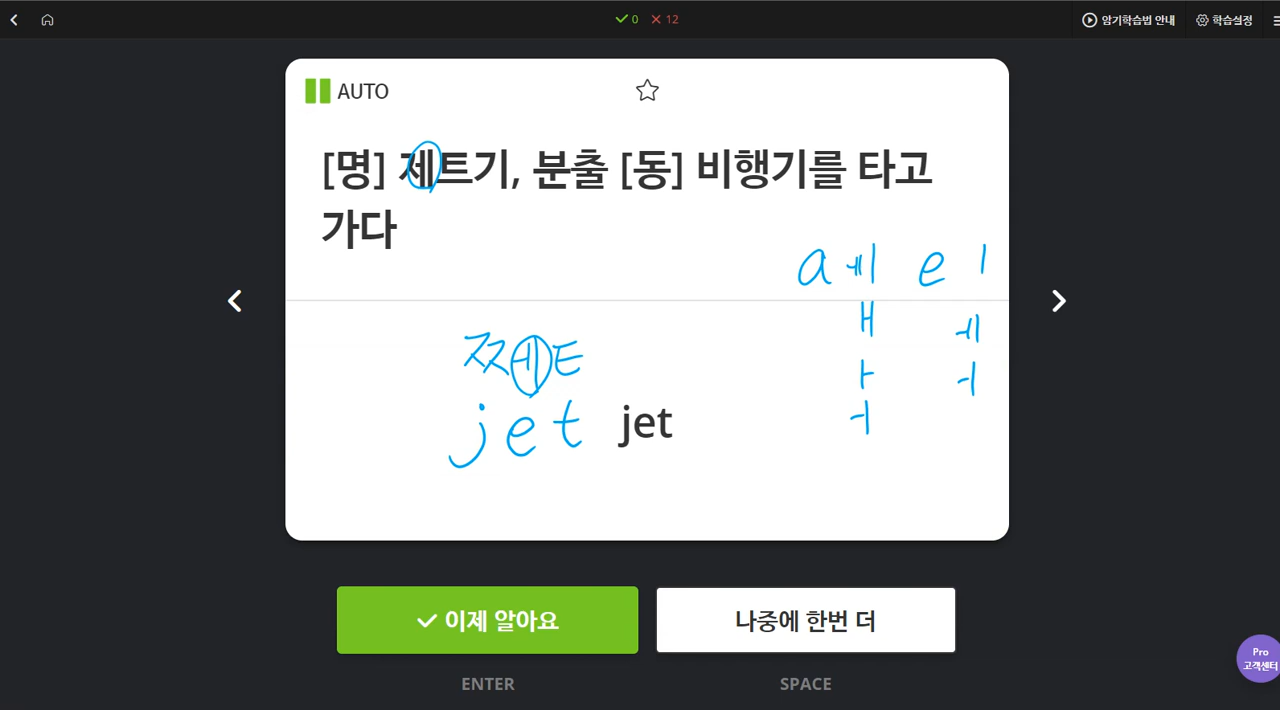 0 12 암기학습법 안내 학습설정
AUTO
[명] 제트기, 분출 [동] 비행기를 타고
가다
a ㅔㅣ e ㅣ
ㅐ ㅔ
ㅏ ㅓ
ㅓ
쩨트
jet jet
이제 알아요 나중에 한번 더
ENTER SPACE
Pro
고객센터